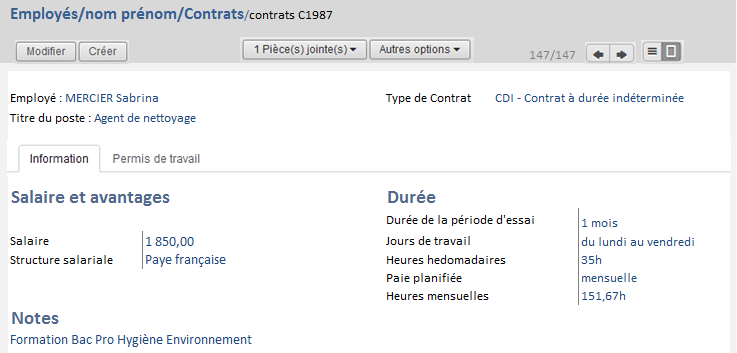 Employés/nom prénom/Contrats/contrats C1987
Modifier Créer 1 Pièce(s) jointe(s) Autres options 147/147
Employé : MERCIER Sabrina Type de Contrat CDI - Contrat à durée indéterminée
Titre du poste : Agent de nettoyage
Information Permis de travail
Salaire et avantages Durée
Durée de la période d'essai 1 mois
Salaire 1 850,00 Jours de travail du lundi au vendredi
Structure salariale Paye française Heures hedomadaires 35h
Paie planifiée mensuelle
Heures mensuelles 151,67h
Notes
Formation Bac Pro Hygiène Environnement